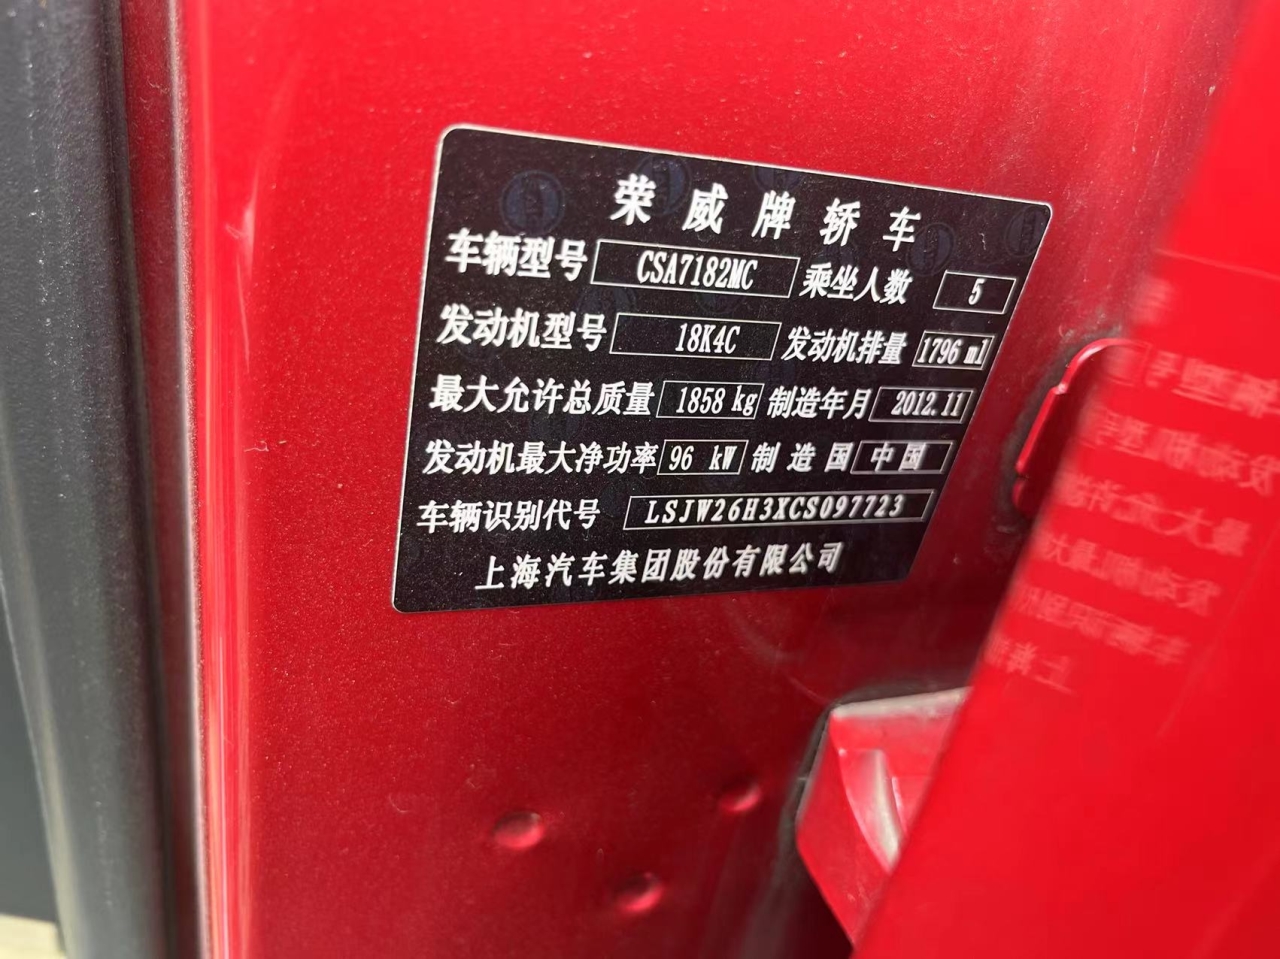 荣威牌轿车
车辆型号 CSA7182MC 乘坐人数 5
发动机型号 18K4C 发动机排量 1796 ml
最大允许总质量 1858 kg 制造年月 2012.11
发动机最大净功率 96 kW 制造国 中国
车辆识别代号 LSJW26H3XCS097723
上海汽车集团股份有限公司